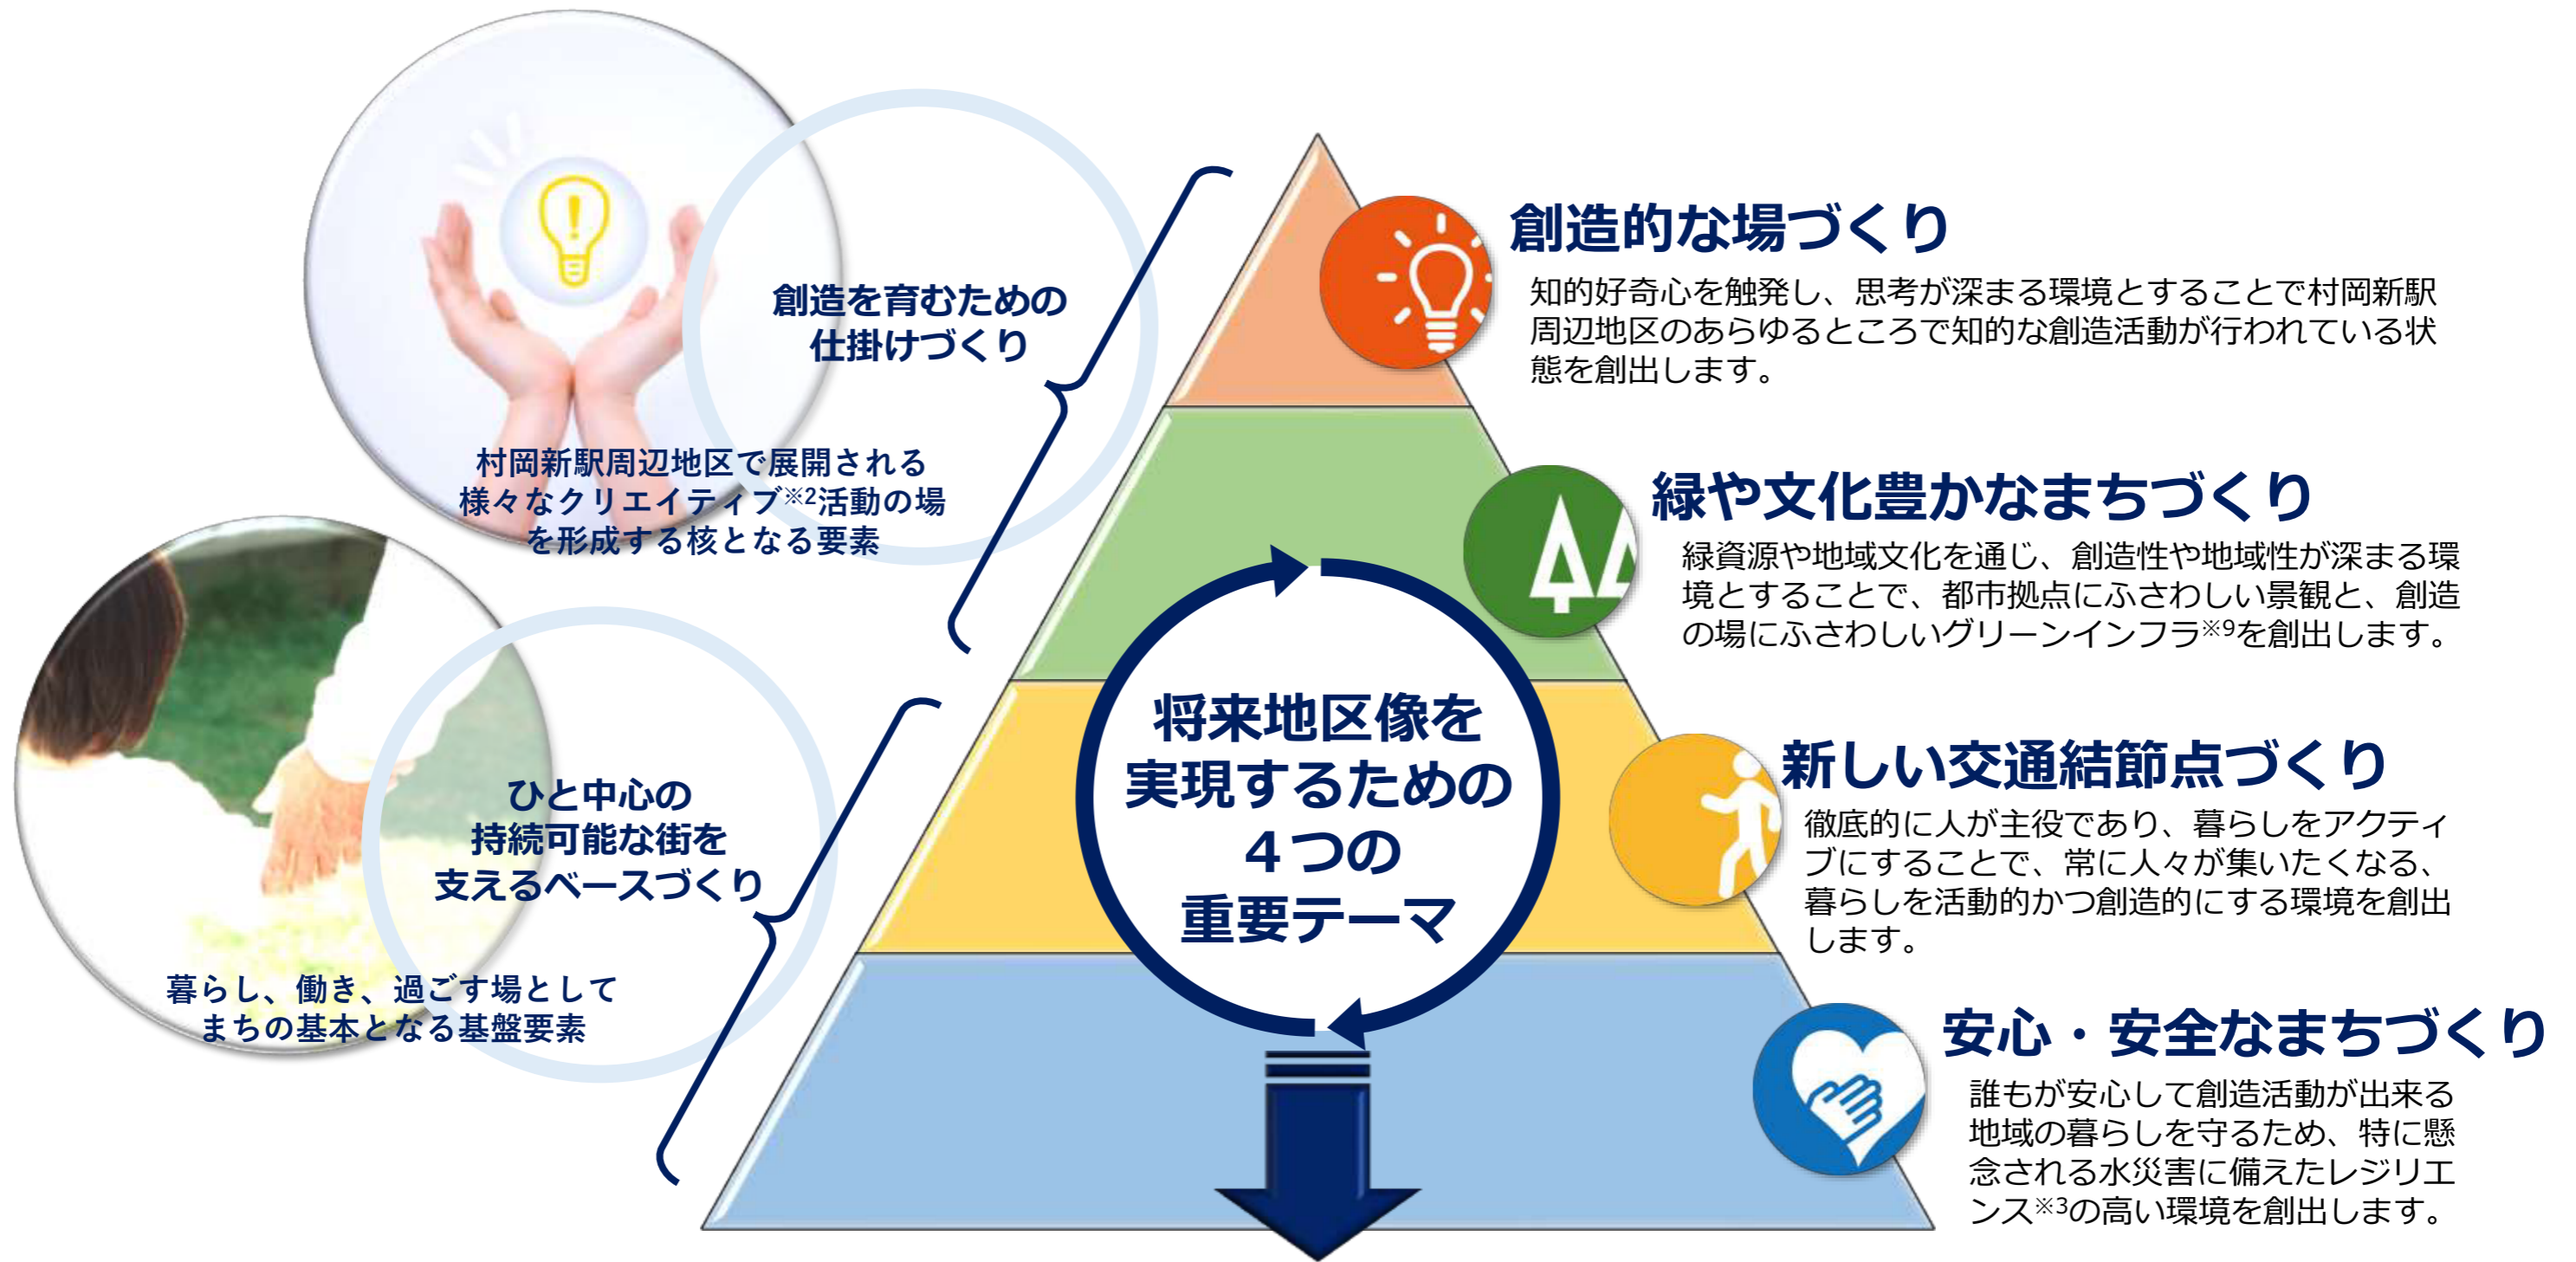 創造を育むための
仕掛けづくり
村岡新駅周辺地区で展開される
様々なクリエイティブ※2活動の場
を形成する核となる要素
ひと中心の
持続可能な街を
支えるベースづくり
暮らし、働き、過ごす場として
まちの基本となる基盤要素
将来地区像を
実現するための
４つの
重要テーマ
創造的な場づくり
知的好奇心を触発し、思考が深まる環境とすることで村岡新駅
周辺地区のあらゆるところで知的な創造活動が行われている状
態を創出します。
緑や文化豊かなまちづくり
緑資源や地域文化を通じ、創造性や地域性が深まる環
境とすることで、都市拠点にふさわしい景観と、創造
の場にふさわしいグリーンインフラ※9を創出します。
新しい交通結節点づくり
徹底的に人が主役であり、暮らしをアクティ
ブにすることで、常に人々が集いたくなる、
暮らしを活動的かつ創造的にする環境を創出
します。
安心・安全なまちづくり
誰もが安心して創造活動が出来る
地域の暮らしを守るため、特に懸
念される水災害に備えたレジリエ
ンス※3の高い環境を創出します。